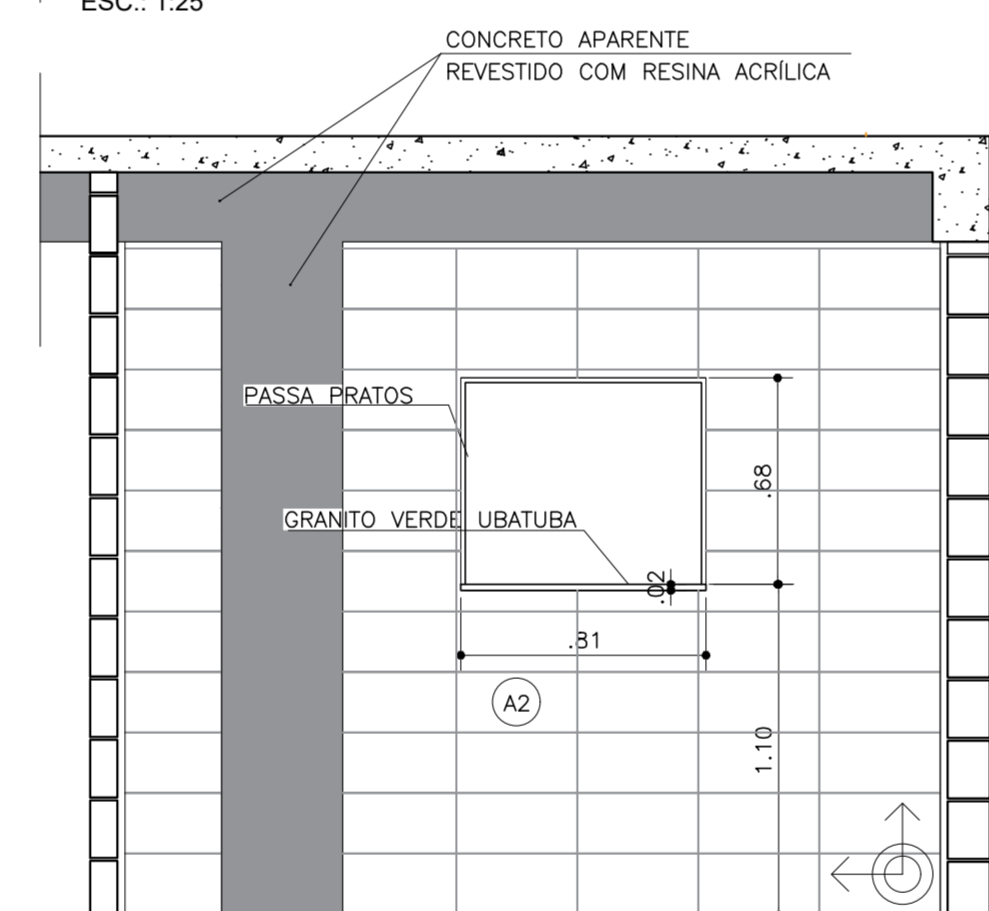 ESC.: 1:25
CONCRETO APARENTE
REVESTIDO COM RESINA ACRÍLICA
PASSA PRATOS
.68
GRANITO VERDE UBATUBA
.02
.81
A2
1.10